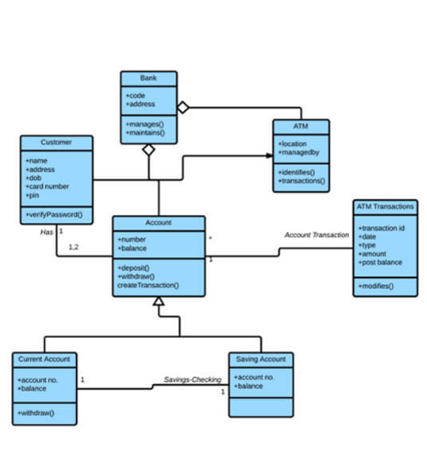 Bank
+code
+address
+manages()
+maintains()
ATM
+location
+managedby
+identifies()
+transactions()
Customer
+name
+address
+dob
+card number
+pin
+verifyPassword()
Has
1
1,2
Account
+number
+balance
+deposit()
+withdraw()
createTransaction()
*
1
Account Transaction
ATM Transactions
+transaction id
+date
+type
+amount
+post balance
+modifies()
Current Account
+account no.
+balance
+withdraw()
1
Savings-Checking
1
Saving Account
+account no.
+balance